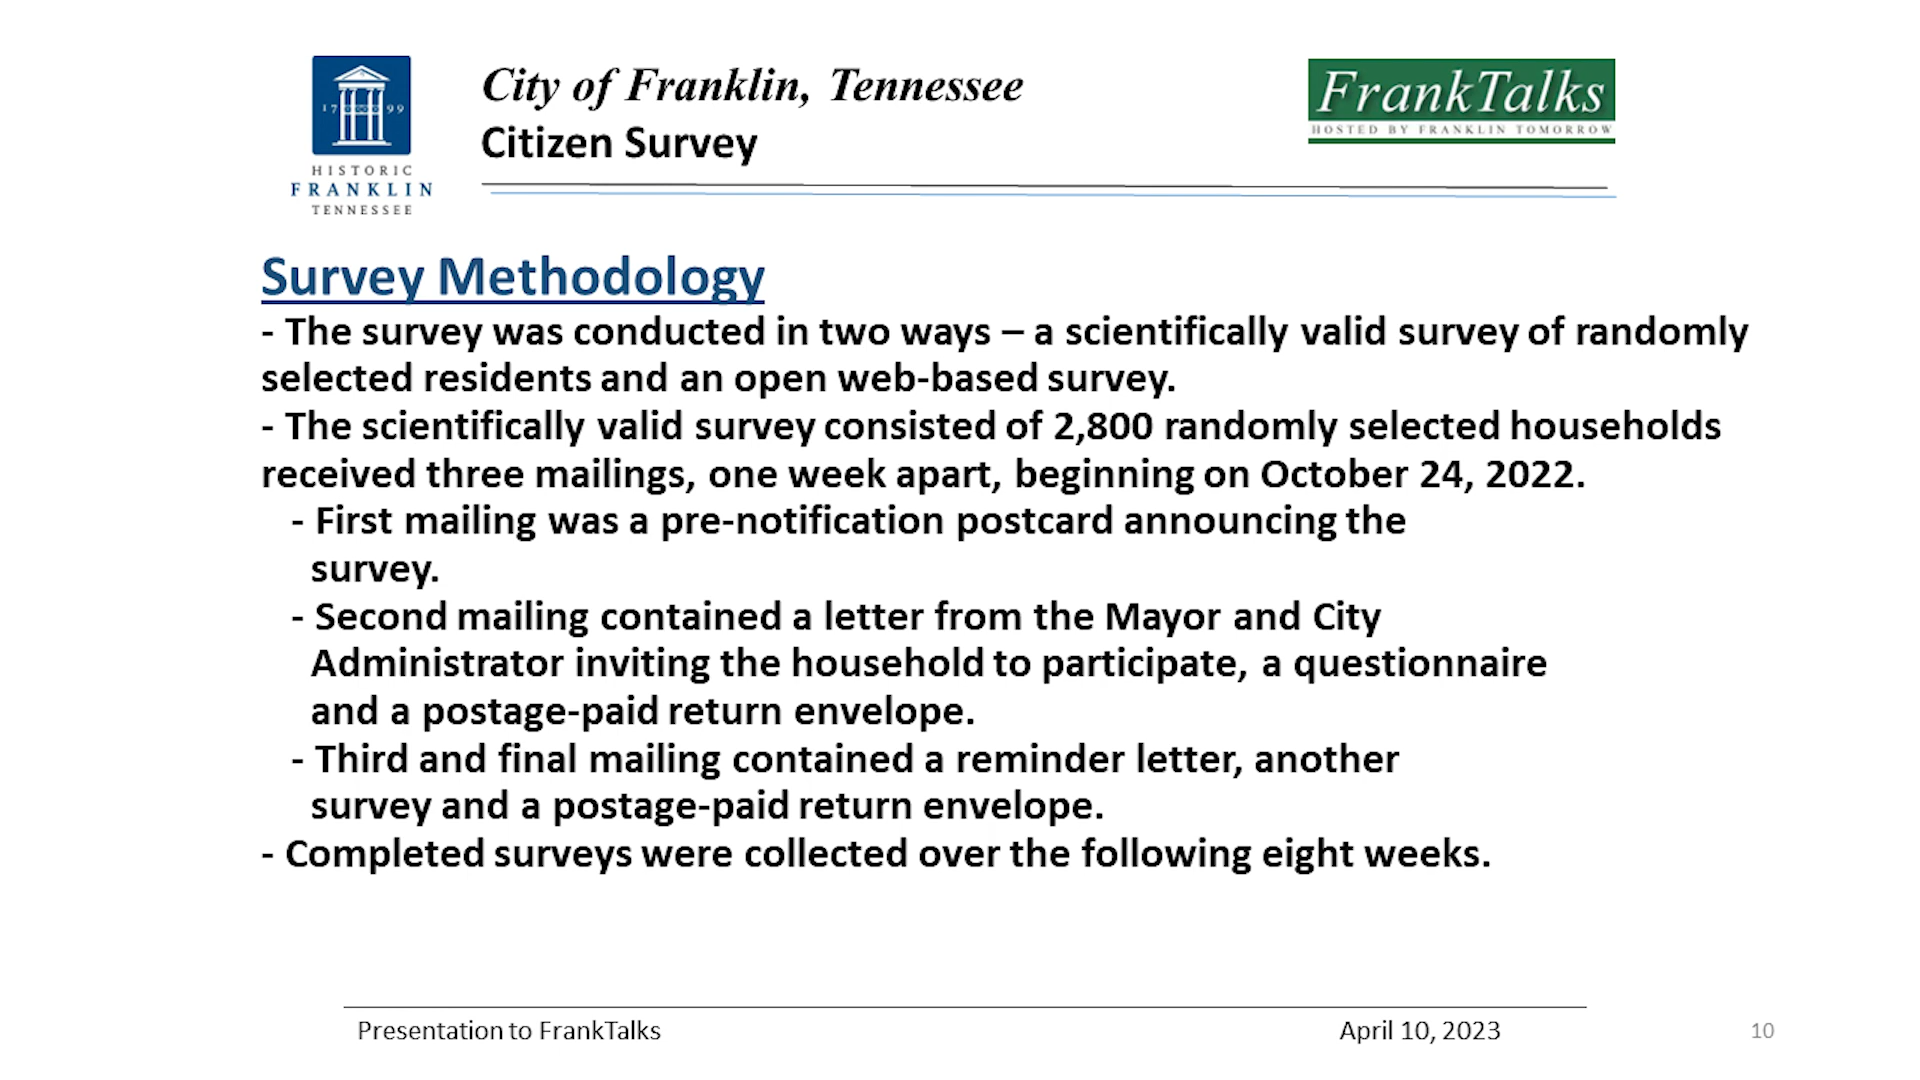 17 99
HISTORIC
FRANKLIN
TENNESSEE
City of Franklin, Tennessee
Citizen Survey
FrankTalks
HOSTED BY FRANKLIN TOMORROW
Survey Methodology
- The survey was conducted in two ways – a scientifically valid survey of randomly
selected residents and an open web-based survey.
- The scientifically valid survey consisted of 2,800 randomly selected households
received three mailings, one week apart, beginning on October 24, 2022.
- First mailing was a pre-notification postcard announcing the
survey.
- Second mailing contained a letter from the Mayor and City
Administrator inviting the household to participate, a questionnaire
and a postage-paid return envelope.
- Third and final mailing contained a reminder letter, another
survey and a postage-paid return envelope.
- Completed surveys were collected over the following eight weeks.
Presentation to FrankTalks
April 10, 2023
10